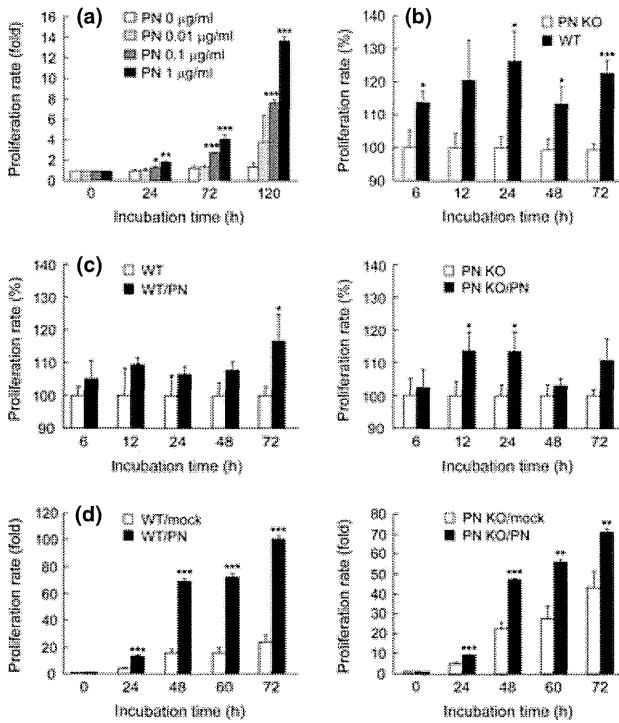 (a)
PN 0 µg/ml
PN 0.01 µg/ml
PN 0.1 µg/ml
PN 1 µg/ml
Proliferation rate (fold)
16
14
12
10
8
6
4
2
0
* ** *** *** *** ***
0 24 72 120
Incubation time (h)
(b)
PN KO
WT
Proliferation rate (%)
140
130
120
110
100
90
* * * ***
6 12 24 48 72
Incubation time (h)
(c)
WT
WT/PN
Proliferation rate (%)
140
130
120
110
100
90
*
6 12 24 48 72
Incubation time (h)
PN KO
PN KO/PN
Proliferation rate (%)
140
130
120
110
100
90
* *
6 12 24 48 72
Incubation time (h)
(d)
WT/mock
WT/PN
Proliferation rate (fold)
120
100
80
60
40
20
0
*** *** *** ***
0 24 48 60 72
Incubation time (h)
PN KO/mock
PN KO/PN
Proliferation rate (fold)
80
70
60
50
40
30
20
10
0
*** *** ** **
0 24 48 60 72
Incubation time (h)